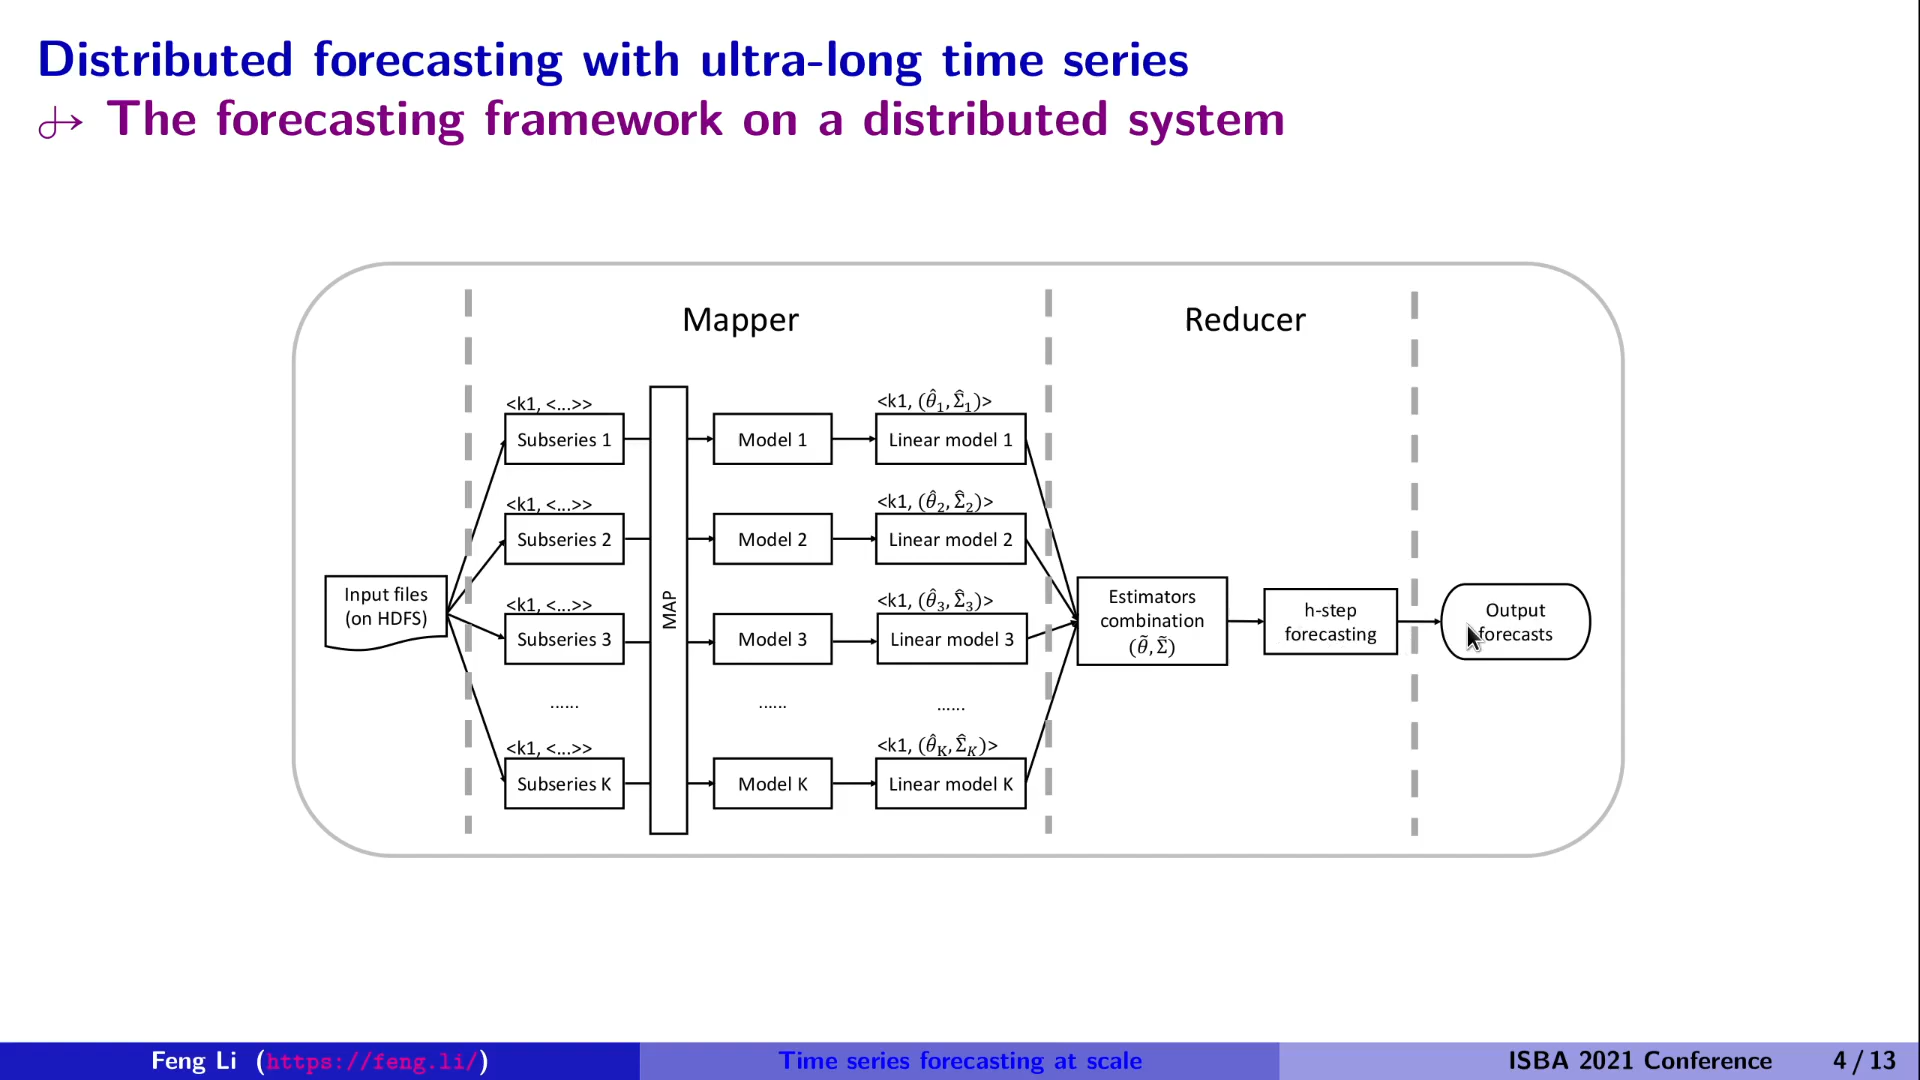 Distributed forecasting with ultra-long time series
The forecasting framework on a distributed system
Mapper
Reducer
<k1, <...>>
Subseries 1
<k1, <...>>
Subseries 2
<k1, <...>>
Subseries 3
......
<k1, <...>>
Subseries K
Input files
(on HDFS)
MAP
Model 1
Model 2
Model 3
......
Model K
<k1, (θ̂₁, Σ̂₁)>
Linear model 1
<k1, (θ̂₂, Σ̂₂)>
Linear model 2
<k1, (θ̂₃, Σ̂₃)>
Linear model 3
......
<k1, (θ̂_K, Σ̂_K)>
Linear model K
Estimators
combination
(θ̃, Σ̃)
h-step
forecasting
Output
forecasts
Feng Li (https://feng.li/)
Time series forecasting at scale
ISBA 2021 Conference
4 / 13